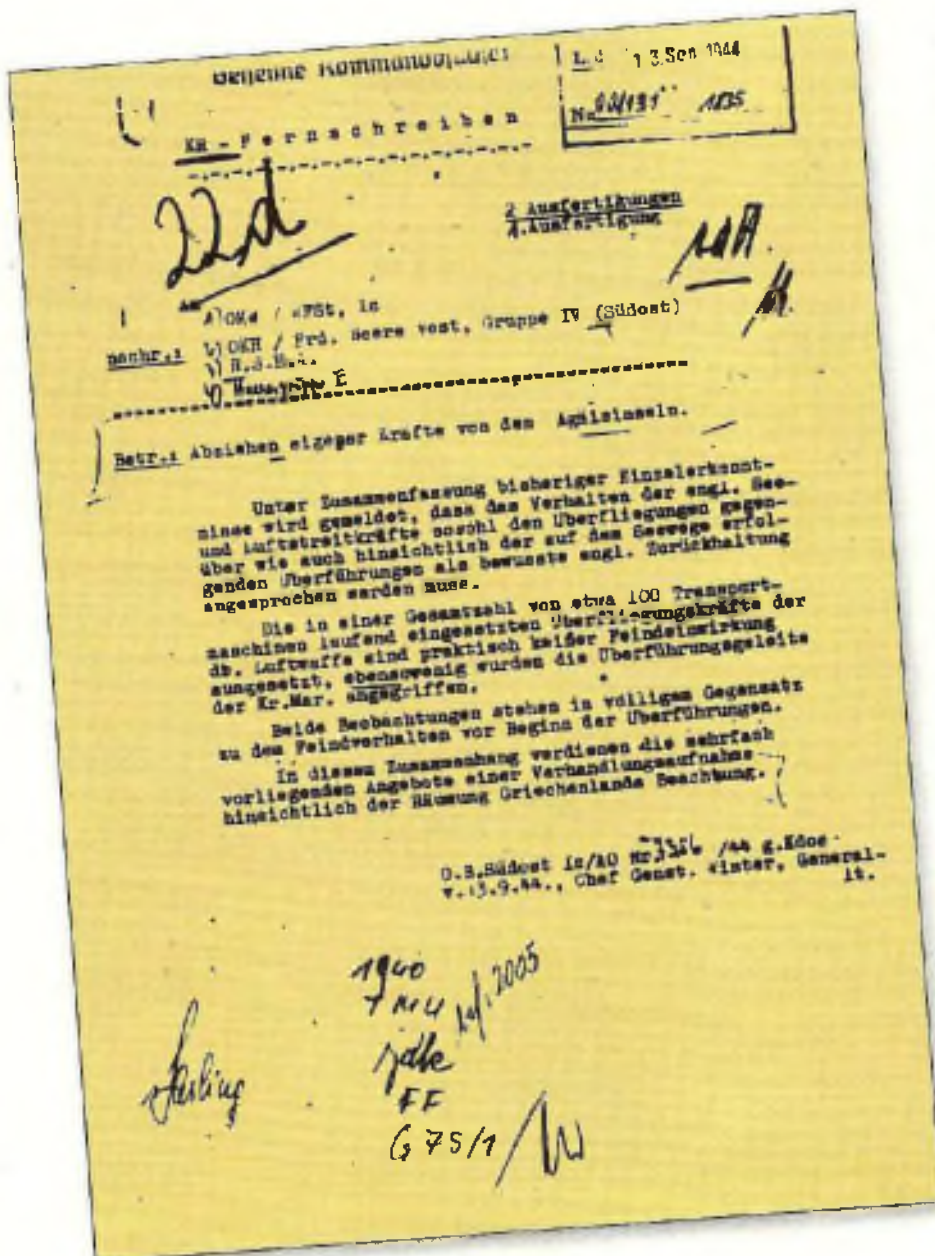 Geheime Kommandosache
13. Sep 1944
KR - Fernschreiben
22d
2 Ausfertigungen
1.Ausfertigung
1) OKW / WFSt, Ic
nachr.: 2) OKH / Frd. Heere West, Gruppe IV (Südost)
E
Betr.: Abziehen eigener Kräfte von den Agäisinseln.
Unter Zusammenfassung bisheriger Einzelerkennt-
nisse wird gemeldet, dass das Verhalten der engl. See-
und Luftstreitkräfte sowohl den Überfliegungen gegen-
über wie auch hinsichtlich der auf dem Seewege erfol-
genden Überführungen als bewusste engl. Zurückhaltung
angesprochen werden muss.
Die in einer Gesamtzahl von etwa 100 Transport-
maschinen laufend eingesetzten Überfliegungskräfte der
db. Luftwaffe sind praktisch keiner Feindeinwirkung
ausgesetzt, ebensowenig wurden die Überführungsgeleite
der Kr.Mar. angegriffen.
Beide Beobachtungen stehen in völligem Gegensatz
zu dem Feindverhalten vor Beginn der Überführungen.
In diesem Zusammenhang verdienen die mehrfach
vorliegenden Angebote einer Verhandlungsaufnahme
hinsichtlich der Räumung Griechenlands Beachtung.
O.B.Südost Ic/AO Nr. /44 g.Kdos
v.13.9.44., Chef Genst. Winter, General-
lt.
1940
2005
FF
G 75/1